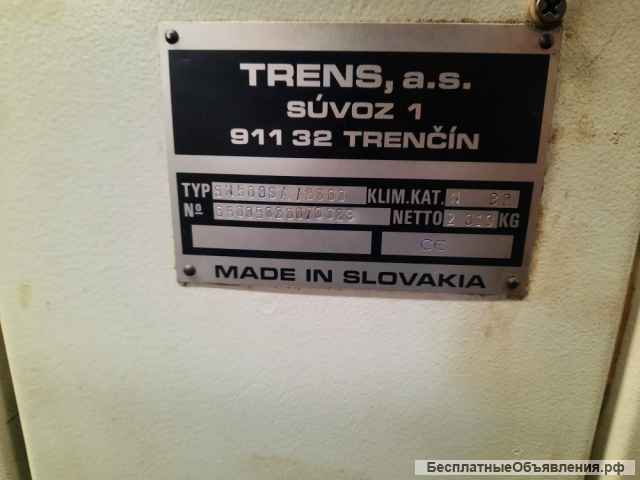 TRENS, a.s.
SÚVOZ 1
911 32 TRENČÍN
TYP KLIM.KAT. N
Nº NETTO KG
CE
MADE IN SLOVAKIA
БесплатныеОбъявления.рф